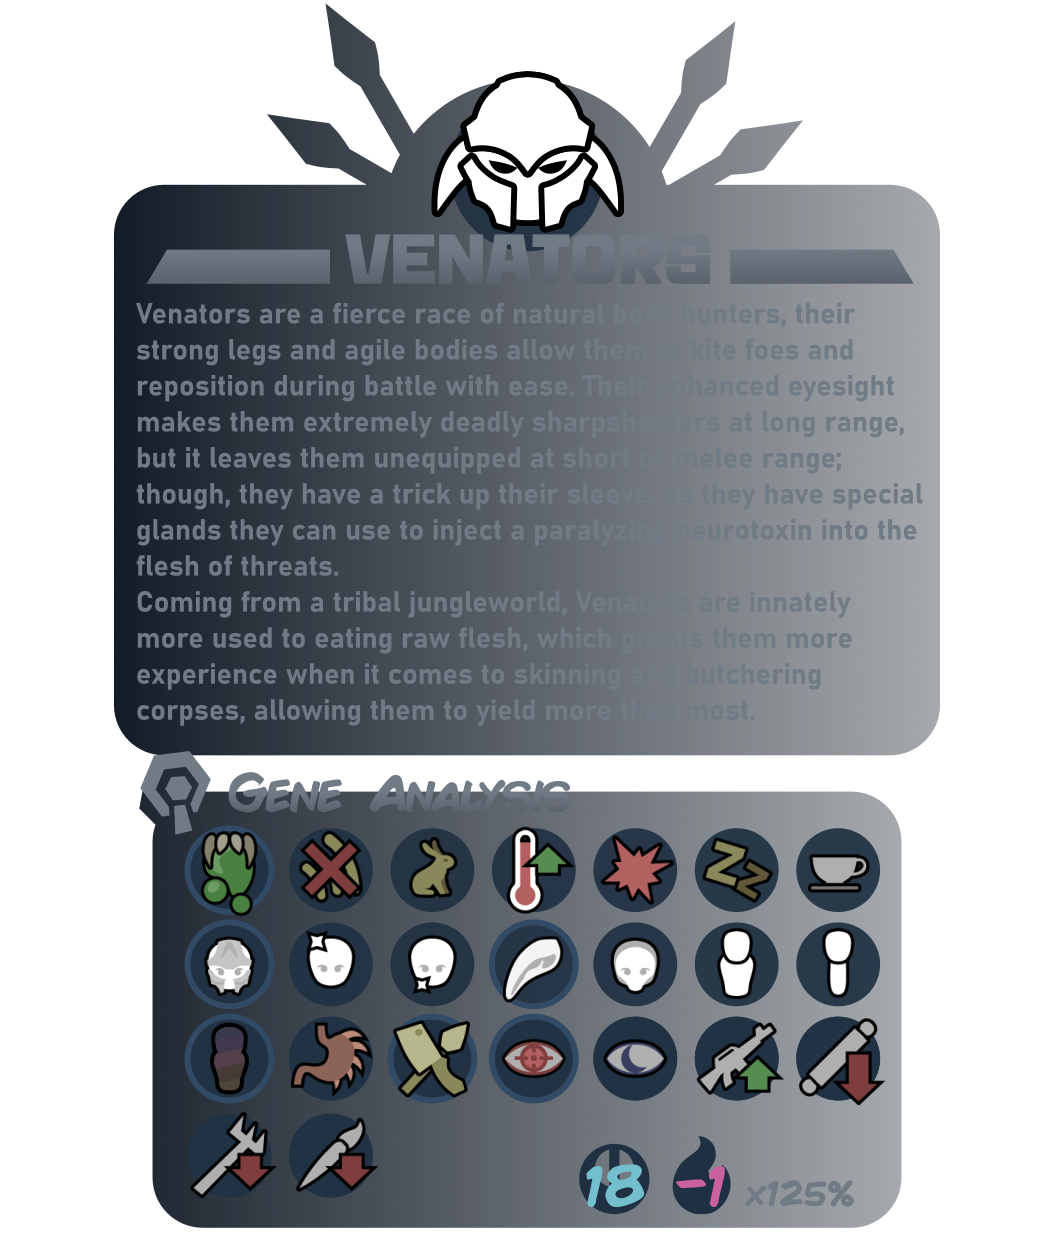 VENATORS
Venators are a fierce race of natural born hunters, their
strong legs and agile bodies allow them to kite foes and
reposition during battle with ease. Their enhanced eyesight
makes them extremely deadly sharpshooters at long range,
but it leaves them unequipped at short or melee range;
though, they have a trick up their sleeve, as they have special
glands they can use to inject a paralyzing neurotoxin into the
flesh of threats.
Coming from a tribal jungleworld, Venators are innately
more used to eating raw flesh, which grants them more
experience when it comes to skinning and butchering
corpses, allowing them to yield more than most.
Gene Analysis
ZZ
18 -1 x125%